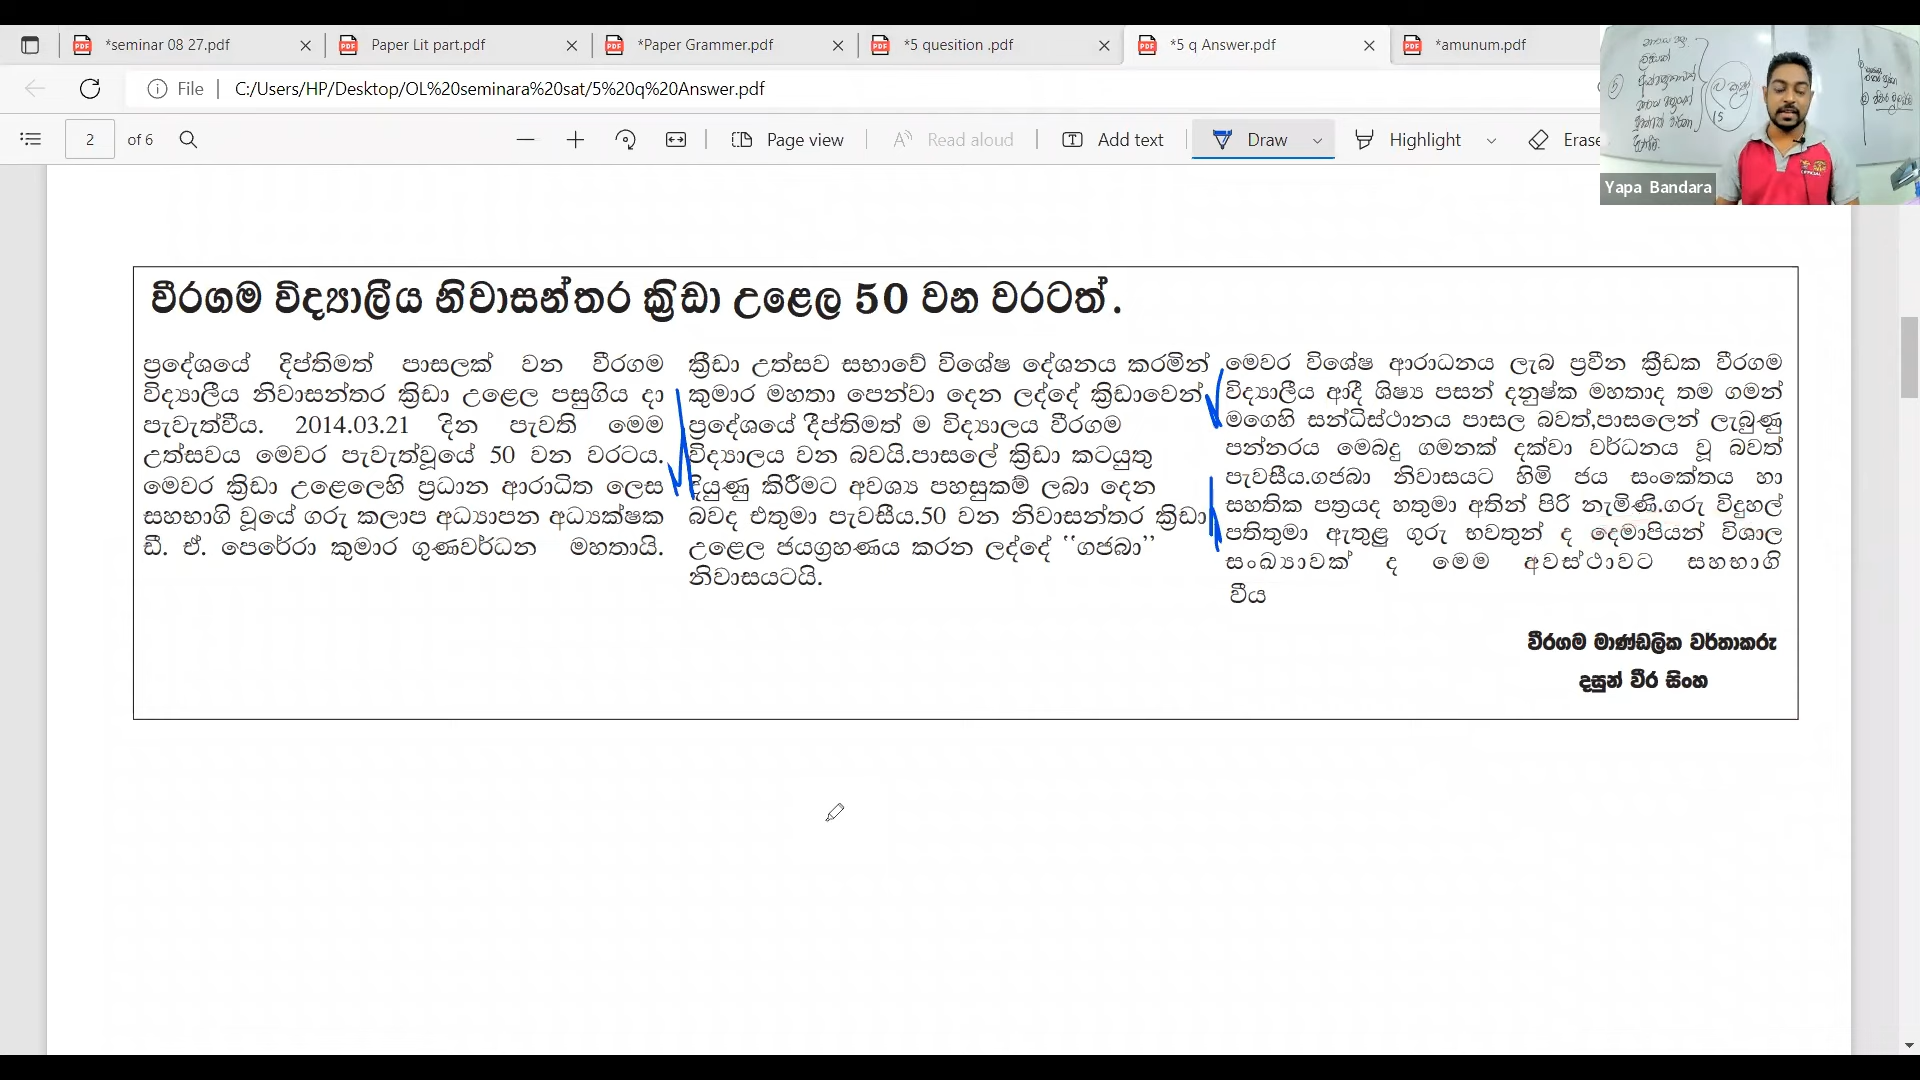 *seminar 08 27.pdf
Paper Lit part.pdf
*Paper Grammer.pdf
*5 quesition .pdf
*5 q Answer.pdf
*amunum.pdf
File
C:/Users/HP/Desktop/OL%20seminara%20sat/5%20q%20Answer.pdf
2 of 6
Page view
Read aloud
Add text
Draw
Highlight
Erase
Yapa Bandara
වීරගම විද්‍යාලීය නිවාසන්තර ක්‍රිඩා උළෙල 50 වන වරටත්.
ප්‍රදේශයේ දිප්තිමත් පාසලක් වන වීරගම
විද්‍යාලීය නිවාසන්තර ක්‍රිඩා උළෙල පසුගිය දා
පැවැත්වීය. 2014.03.21 දින පැවති මෙම
උත්සවය මෙවර පැවැත්වූයේ 50 වන වරටය.
මෙවර ක්‍රිඩා උළෙලෙහි ප්‍රධාන ආරාධිත ලෙස
සහභාගි වූයේ ගරු කලාප අධ්‍යාපන අධ්‍යක්ෂක
ඩී. ඒ. පෙරේරා කුමාර ගුණවර්ධන මහතායි.
ක්‍රීඩා උත්සව සභාවේ විශේෂ දේශනය කරමින්
කුමාර මහතා පෙන්වා දෙන ලද්දේ ක්‍රිඩාවෙන්
ප්‍රදේශයේ දීප්තිමත් ම විද්‍යාලය වීරගම
විද්‍යාලය වන බවයි.පාසලේ ක්‍රිඩා කටයුතු
දියුණු කිරීමට අවශ්‍ය පහසුකම් ලබා දෙන
බවද එතුමා පැවසීය.50 වන නිවාසන්තර ක්‍රිඩා
උළෙල ජයග්‍රහණය කරන ලද්දේ ‘‘ගජබා’’
නිවාසයටයි.
මෙවර විශේෂ ආරාධනය ලැබ ප්‍රවීන ක්‍රීඩක වීරගම
විද්‍යාලීය ආදී ශිෂ්‍ය පසන් දනුෂ්ක මහතාද තම ගමන්
මගෙහි සන්ධිස්ථානය පාසල බවත්,පාසලෙන් ලැබුණු
පන්නරය මෙබදු ගමනක් දක්වා වර්ධනය වූ බවත්
පැවසීය.ගජබා නිවාසයට හිමි ජය සංකේතය හා
සහතික පත්‍රයද හතුමා අතින් පිරි නැමිණි.ගරු විදුහල්
පතිතුමා ඇතුළු ගුරු භවතුන් ද දෙමාපියන් විශාල
සංඛ්‍යාවක් ද මෙම අවස්ථාවට සහභාගි
වීය
වීරගම මාණ්ඩලික වර්තාකරු
දසුන් වීර සිංහ